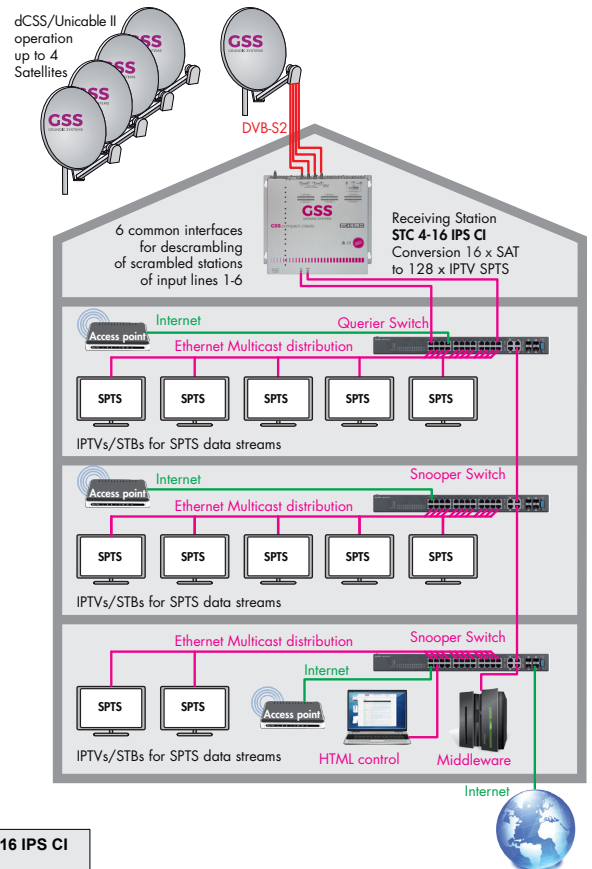 dCSS/Unicable II
operation
up to 4
Satellites
GSS
GSS
GSS
GSS
GSS
DVB-S2
GSS
6 common interfaces
for descrambling
of scrambled stations
of input lines 1-6
Receiving Station
STC 4-16 IPS CI
Conversion 16 x SAT
to 128 x IPTV SPTS
Internet
Querier Switch
Access point
Ethernet Multicast distribution
SPTS
SPTS
SPTS
SPTS
SPTS
IPTVs/STBs for SPTS data streams
Internet
Snooper Switch
Access point
Ethernet Multicast distribution
SPTS
SPTS
SPTS
SPTS
SPTS
IPTVs/STBs for SPTS data streams
Ethernet Multicast distribution
Snooper Switch
Internet
SPTS
SPTS
Access point
IPTVs/STBs for SPTS data streams
HTML control
Middleware
Internet
16 IPS CI